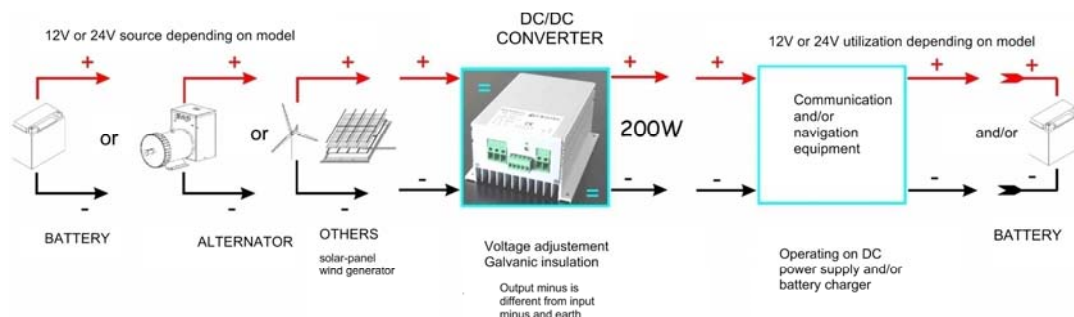 DC/DC
CONVERTER
12V or 24V source depending on model
12V or 24V utilization depending on model
+
+
+
+
+
+
+
+
=
or
or
200W
Communication
and/or
navigation
equipment
and/or
=
-
-
-
-
-
-
-
-
BATTERY
ALTERNATOR
OTHERS
solar-panel
wind generator
Voltage adjustement
Galvanic insulation
Output minus is
different from input
minus and earth
Operating on DC
power supply and/or
battery charger
BATTERY